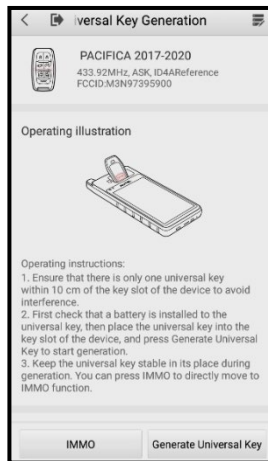 iversal Key Generation
PACIFICA 2017-2020
433.92MHz, ASK, ID4AReference
FCCID:M3N97395900
Operating illustration
Operating instructions:
1. Ensure that there is only one universal key
within 10 cm of the key slot of the device to avoid
interference.
2. First check that a battery is installed to the
universal key, then place the universal key into the
key slot of the device, and press Generate Universal
Key to start generation.
3. Keep the universal key stable in its place during
generation. You can press IMMO to directly move to
IMMO function.
IMMO
Generate Universal Key